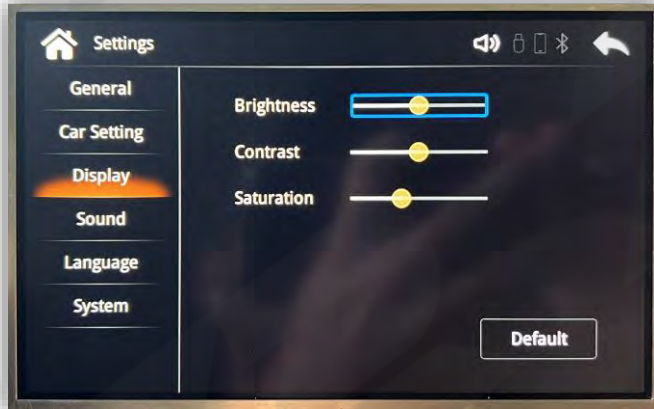 Settings
General
Car Setting
Display
Sound
Language
System
Brightness
Contrast
Saturation
Default